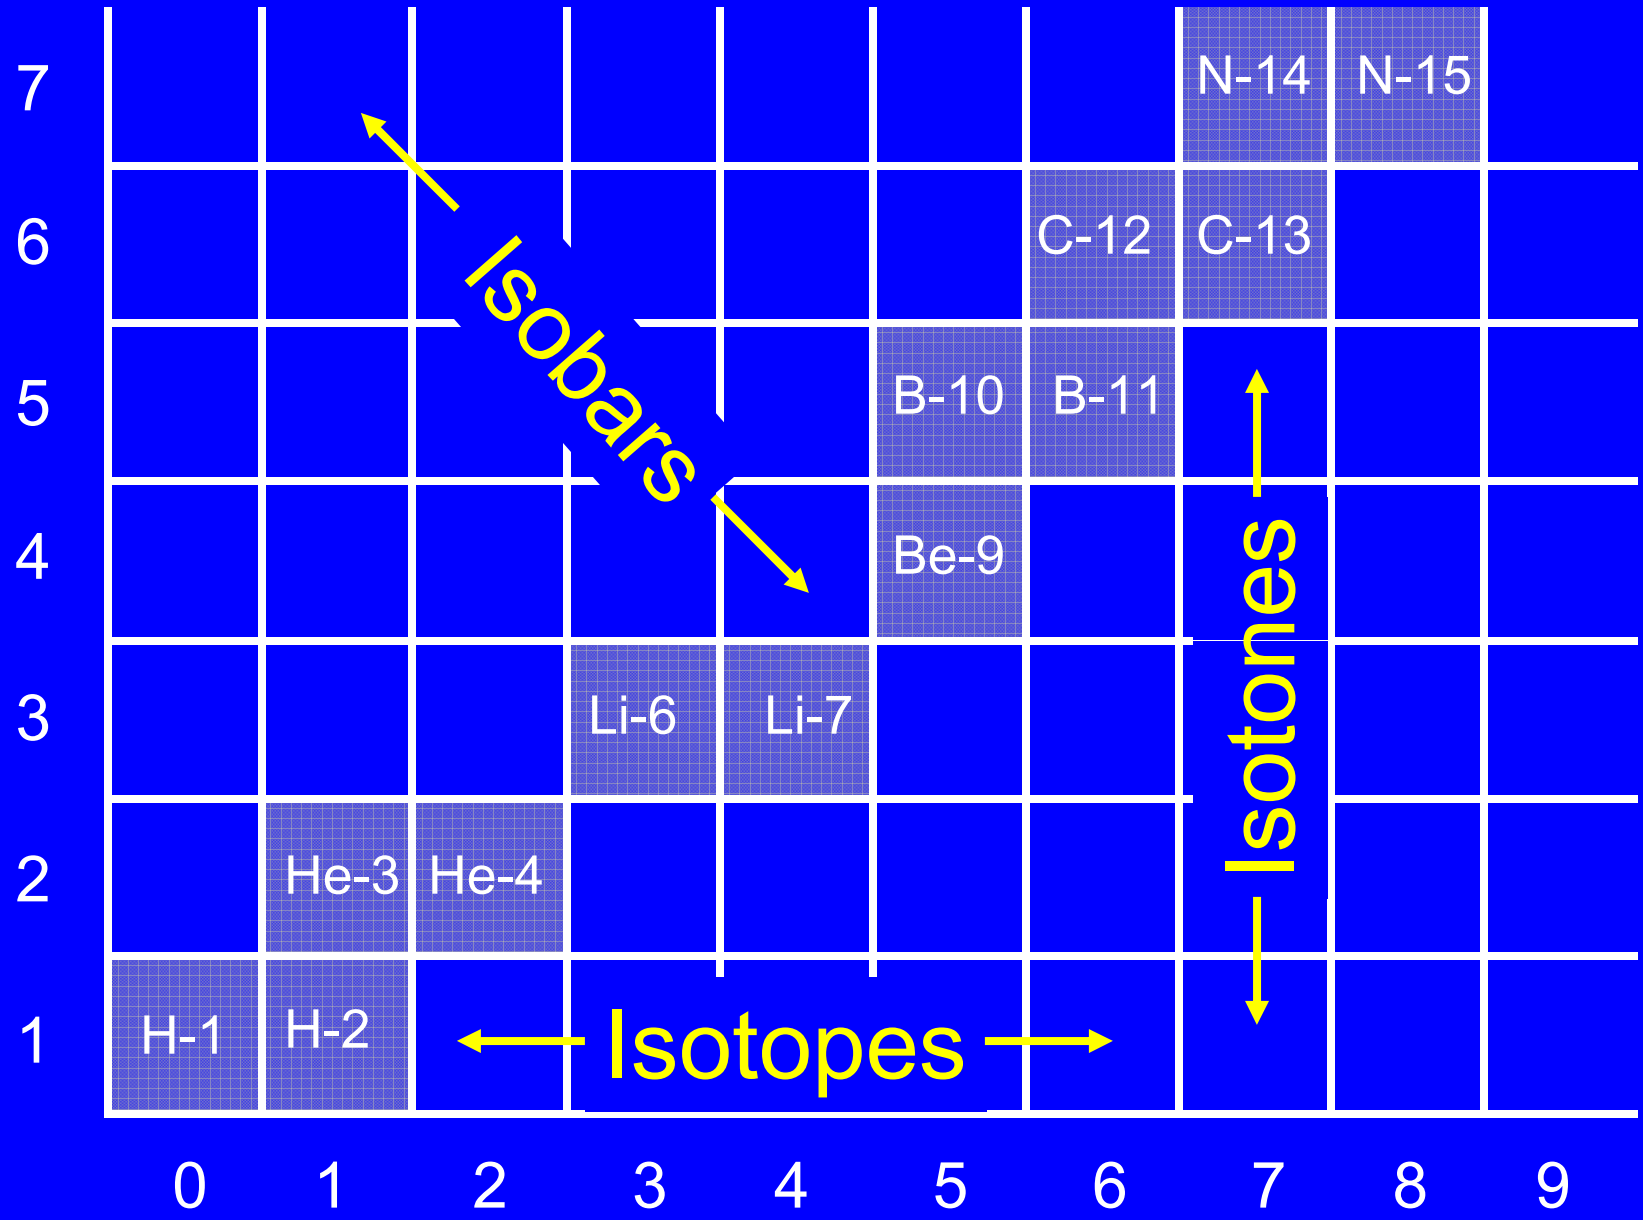 7 N-14 N-15
6 C-12 C-13
Isobars
5 B-10 B-11
4 Be-9
Isotones
3 Li-6 Li-7
2 He-3 He-4
1 H-1 H-2 Isotopes
0 1 2 3 4 5 6 7 8 9